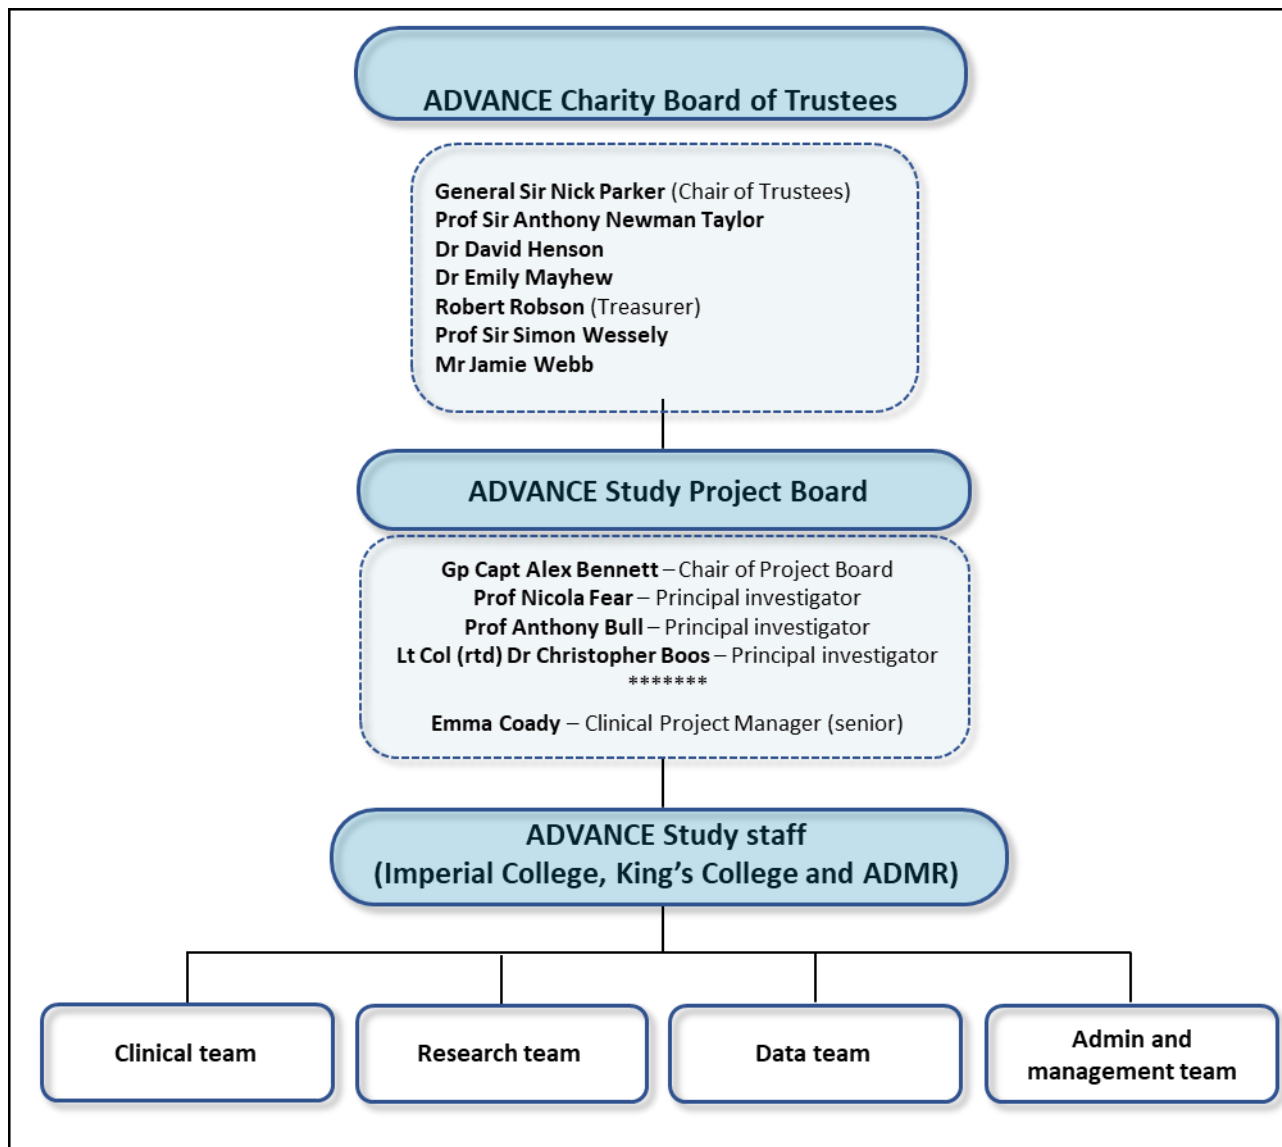 ADVANCE Charity Board of Trustees
General Sir Nick Parker (Chair of Trustees)
Prof Sir Anthony Newman Taylor
Dr David Henson
Dr Emily Mayhew
Robert Robson (Treasurer)
Prof Sir Simon Wessely
Mr Jamie Webb
ADVANCE Study Project Board
Gp Capt Alex Bennett – Chair of Project Board
Prof Nicola Fear – Principal investigator
Prof Anthony Bull – Principal investigator
Lt Col (rtd) Dr Christopher Boos – Principal investigator
*******
Emma Coady – Clinical Project Manager (senior)
ADVANCE Study staff
(Imperial College, King's College and ADMR)
Clinical team
Research team
Data team
Admin and
management team